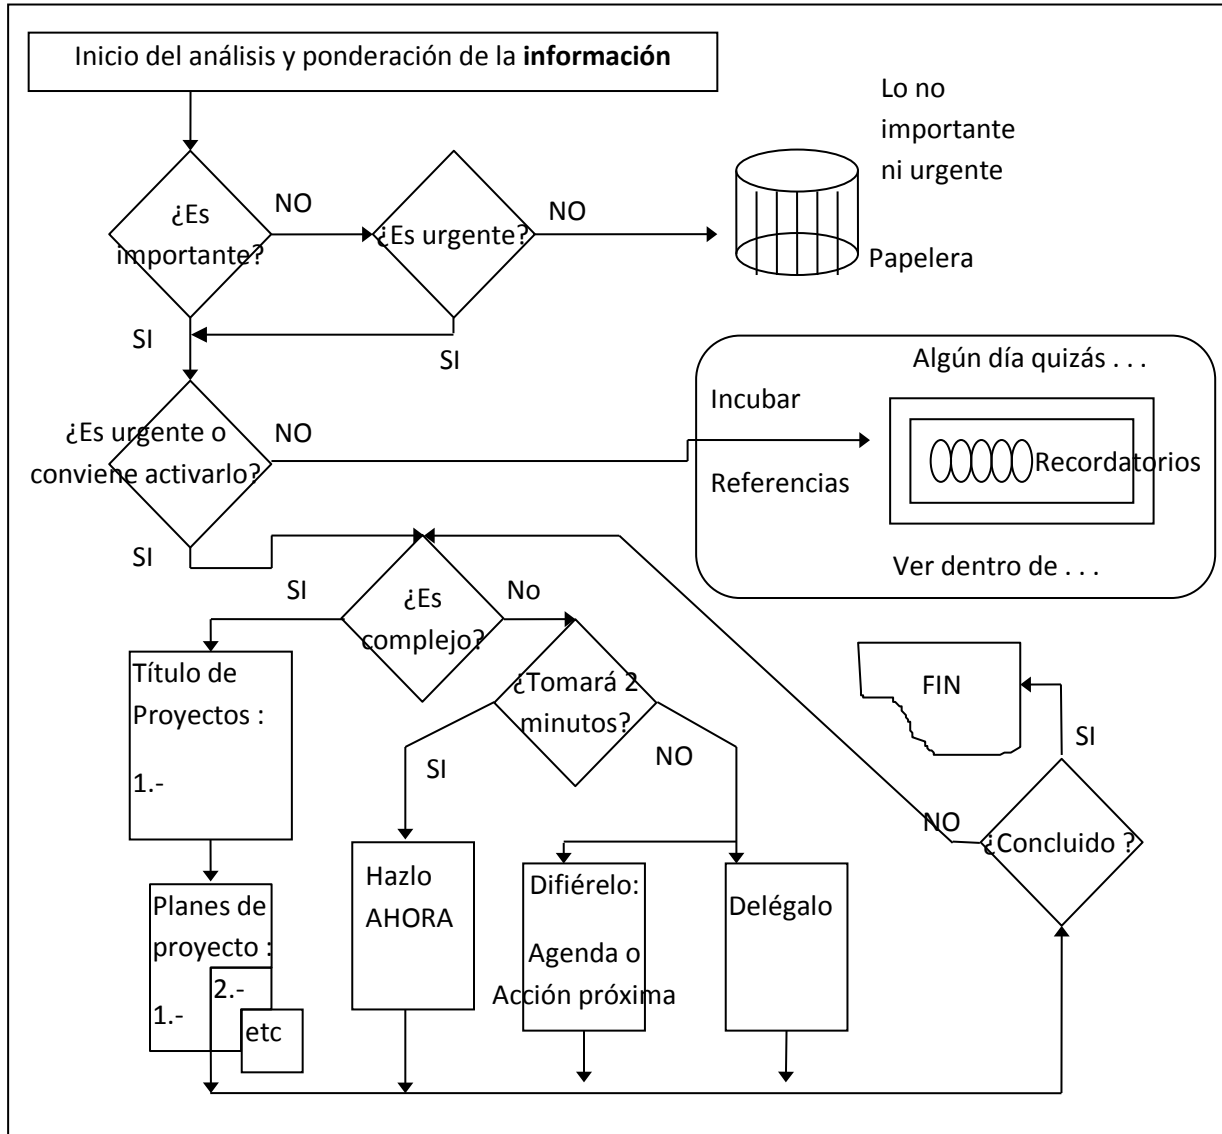 Inicio del análisis y ponderación de la información
Lo no
importante
ni urgente
¿Es
importante?
NO
¿Es urgente?
NO
Papelera
SI
SI
¿Es urgente o
conviene activarlo?
NO
Algún día quizás . . .
Incubar
Referencias
Recordatorios
Ver dentro de . . .
SI
SI
¿Es
complejo?
No
Título de
Proyectos :
1.-
¿Tomará 2
minutos?
SI
NO
FIN
SI
NO
¿Concluido ?
Planes de
proyecto :
1.-
2.-
etc
Hazlo
AHORA
Difiérelo:
Agenda o
Acción próxima
Delégalo